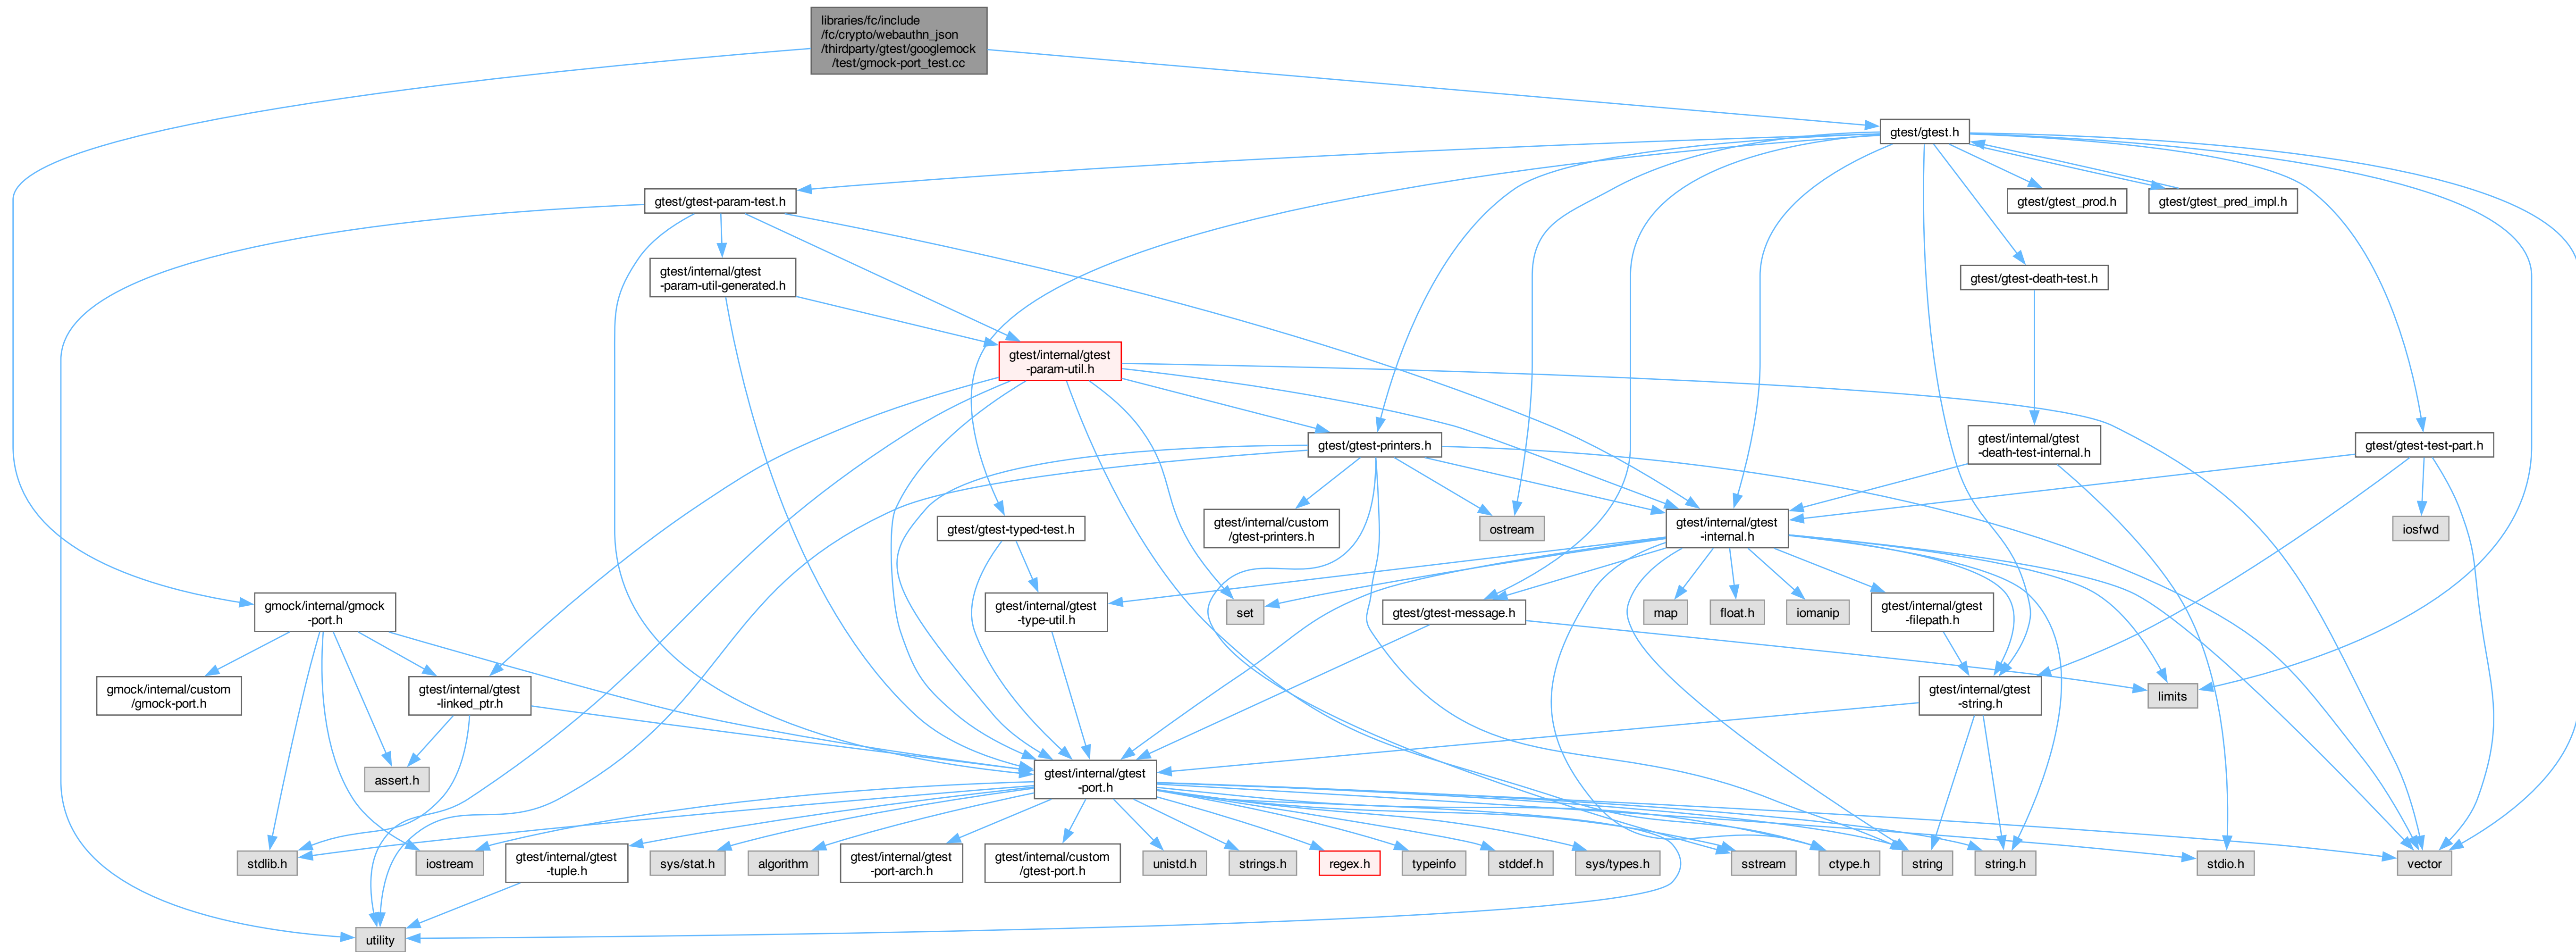 libraries/fc/include
/fc/crypto/webauthn_json
/thirdparty/gtest/googlemock
/test/gmock-port_test.cc
gtest/gtest.h
gtest/gtest-param-test.h
gtest/gtest_prod.h
gtest/gtest_pred_impl.h
gtest/internal/gtest
-param-util-generated.h
gtest/gtest-death-test.h
gtest/internal/gtest
-param-util.h
gtest/gtest-printers.h
gtest/internal/gtest
-death-test-internal.h
gtest/gtest-test-part.h
gtest/gtest-typed-test.h
gtest/internal/custom
/gtest-printers.h
ostream
gtest/internal/gtest
-internal.h
iosfwd
gmock/internal/gmock
-port.h
gtest/internal/gtest
-type-util.h
set
gtest/gtest-message.h
map
float.h
iomanip
gtest/internal/gtest
-filepath.h
gmock/internal/custom
/gmock-port.h
gtest/internal/gtest
-linked_ptr.h
gtest/internal/gtest
-string.h
limits
assert.h
gtest/internal/gtest
-port.h
stdlib.h
iostream
gtest/internal/gtest
-tuple.h
sys/stat.h
algorithm
gtest/internal/gtest
-port-arch.h
gtest/internal/custom
/gtest-port.h
unistd.h
strings.h
regex.h
typeinfo
stddef.h
sys/types.h
sstream
ctype.h
string
string.h
stdio.h
vector
utility